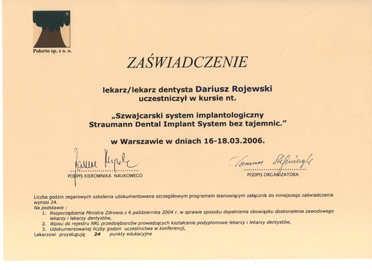 Polorto sp. z o. o.
ZAŚWIADCZENIE
lekarz/lekarz dentysta Dariusz Rojewski
uczestniczył w kursie nt.
„Szwajcarski system implantologiczny
Straumann Dental Implant System bez tajemnic.”
w Warszawie w dniach 16-18.03.2006.
PODPIS KIEROWNIKA NAUKOWEGO
PODPIS ORGANIZATORA
Liczba godzin zegarowych szkolenia udokumentowana szczegółowym programem stanowiącym załącznik do niniejszego zaświadczenia
wynosi 24.
Na podstawie :
1. Rozporządzenia Ministra Zdrowia z 6 października 2004 r. w sprawie sposobu dopełnienia obowiązku doskonalenia zawodowego
lekarzy i lekarzy dentystów,
2. Wpisu do rejestru NRL przedsiębiorców prowadzących kształcenie podyplomowe lekarzy i lekarzy dentystów,
3. Udokumentowanej liczby godzin uczestnictwa w konferencji,
Lekarzowi przysługują 24 punkty edukacyjne